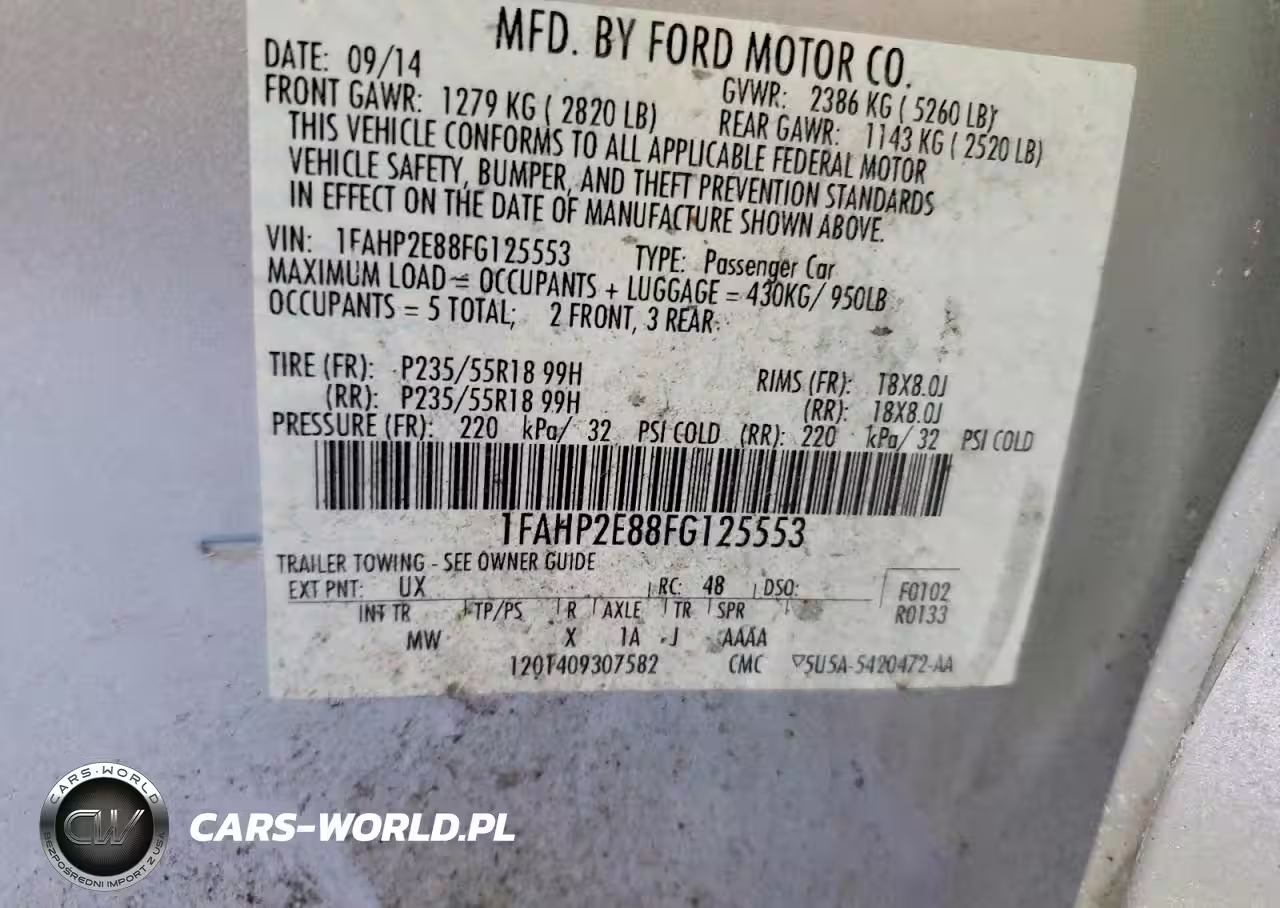 MFD. BY FORD MOTOR CO.
DATE: 09/14 GVWR: 2386 KG ( 5260 LB)
FRONT GAWR: 1279 KG ( 2820 LB) REAR GAWR: 1143 KG ( 2520 LB)
THIS VEHICLE CONFORMS TO ALL APPLICABLE FEDERAL MOTOR
VEHICLE SAFETY, BUMPER, AND THEFT PREVENTION STANDARDS
IN EFFECT ON THE DATE OF MANUFACTURE SHOWN ABOVE.
VIN: 1FAHP2E88FG125553 TYPE: Passenger Car
MAXIMUM LOAD = OCCUPANTS + LUGGAGE = 430KG/ 950LB
OCCUPANTS = 5 TOTAL; 2 FRONT, 3 REAR
TIRE (FR): P235/55R18 99H RIMS (FR): 18X8.0J
(RR): P235/55R18 99H (RR): 18X8.0J
PRESSURE (FR): 220 kPa/ 32 PSI COLD (RR): 220 kPa/ 32 PSI COLD
1FAHP2E88FG125553
TRAILER TOWING - SEE OWNER GUIDE
EXT PNT: UX RC: 48 DSO: F0102
INT TR TP/PS R AXLE TR SPR R0133
MW X 1A J AAAA
120T409307582 CMC 5U5A-5420472-AA
CARS-WORLD
CW
BEZPOŚREDNI IMPORT Z USA
CARS-WORLD.PL